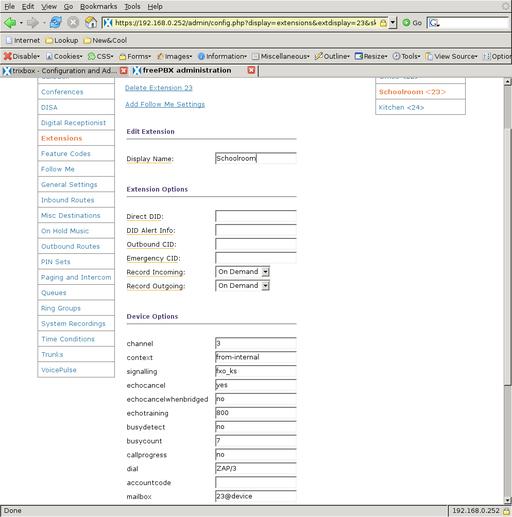 File Edit View Go Bookmarks Tools Help
https://192.168.0.252/admin/config.php?display=extensions&extdisplay=23&sk
Go
Internet Lookup New&Cool
Disable Cookies CSS Forms Images Information Miscellaneous Outline Resize Tools View Source Option
trixbox - Configuration and Ad... freePBX administration
Conferences
DISA
Digital Receptionist
Extensions
Feature Codes
Follow Me
General Settings
Inbound Routes
Misc Destinations
On Hold Music
Outbound Routes
PIN Sets
Paging and Intercom
Queues
Ring Groups
System Recordings
Time Conditions
Trunks
VoicePulse
Delete Extension 23
Add Follow Me Settings
Edit Extension
Display Name: Schoolroom
Extension Options
Direct DID:
DID Alert Info:
Outbound CID:
Emergency CID:
Record Incoming: On Demand
Record Outgoing: On Demand
Device Options
channel 3
context from-internal
signalling fxo_ks
echocancel yes
echocancelwhenbridged no
echotraining 800
busydetect no
busycount 7
callprogress no
dial ZAP/3
accountcode
mailbox 23@device
Schoolroom <23>
Kitchen <24>
Done 192.168.0.252